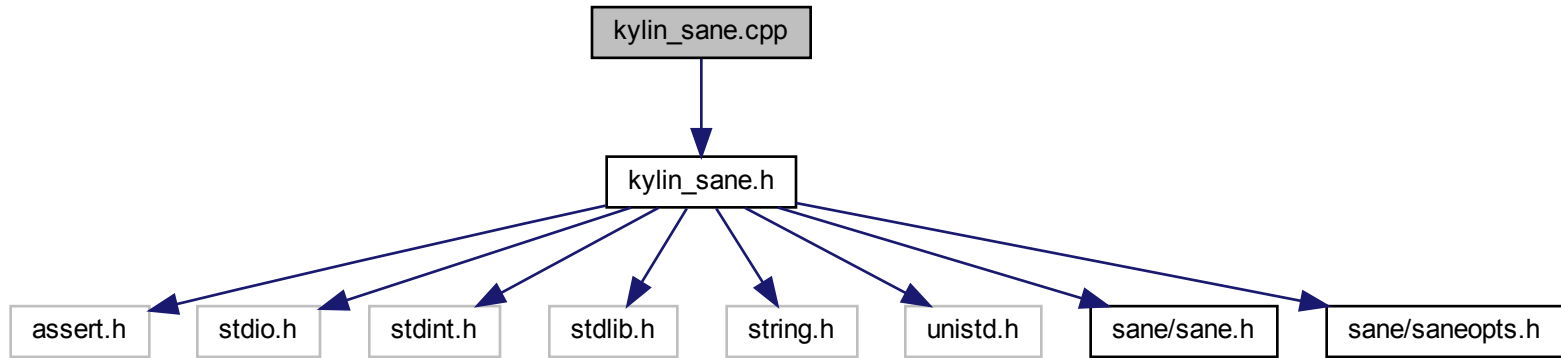 kylin_sane.cpp
kylin_sane.h
assert.h
stdio.h
stdint.h
stdlib.h
string.h
unistd.h
sane/sane.h
sane/saneopts.h